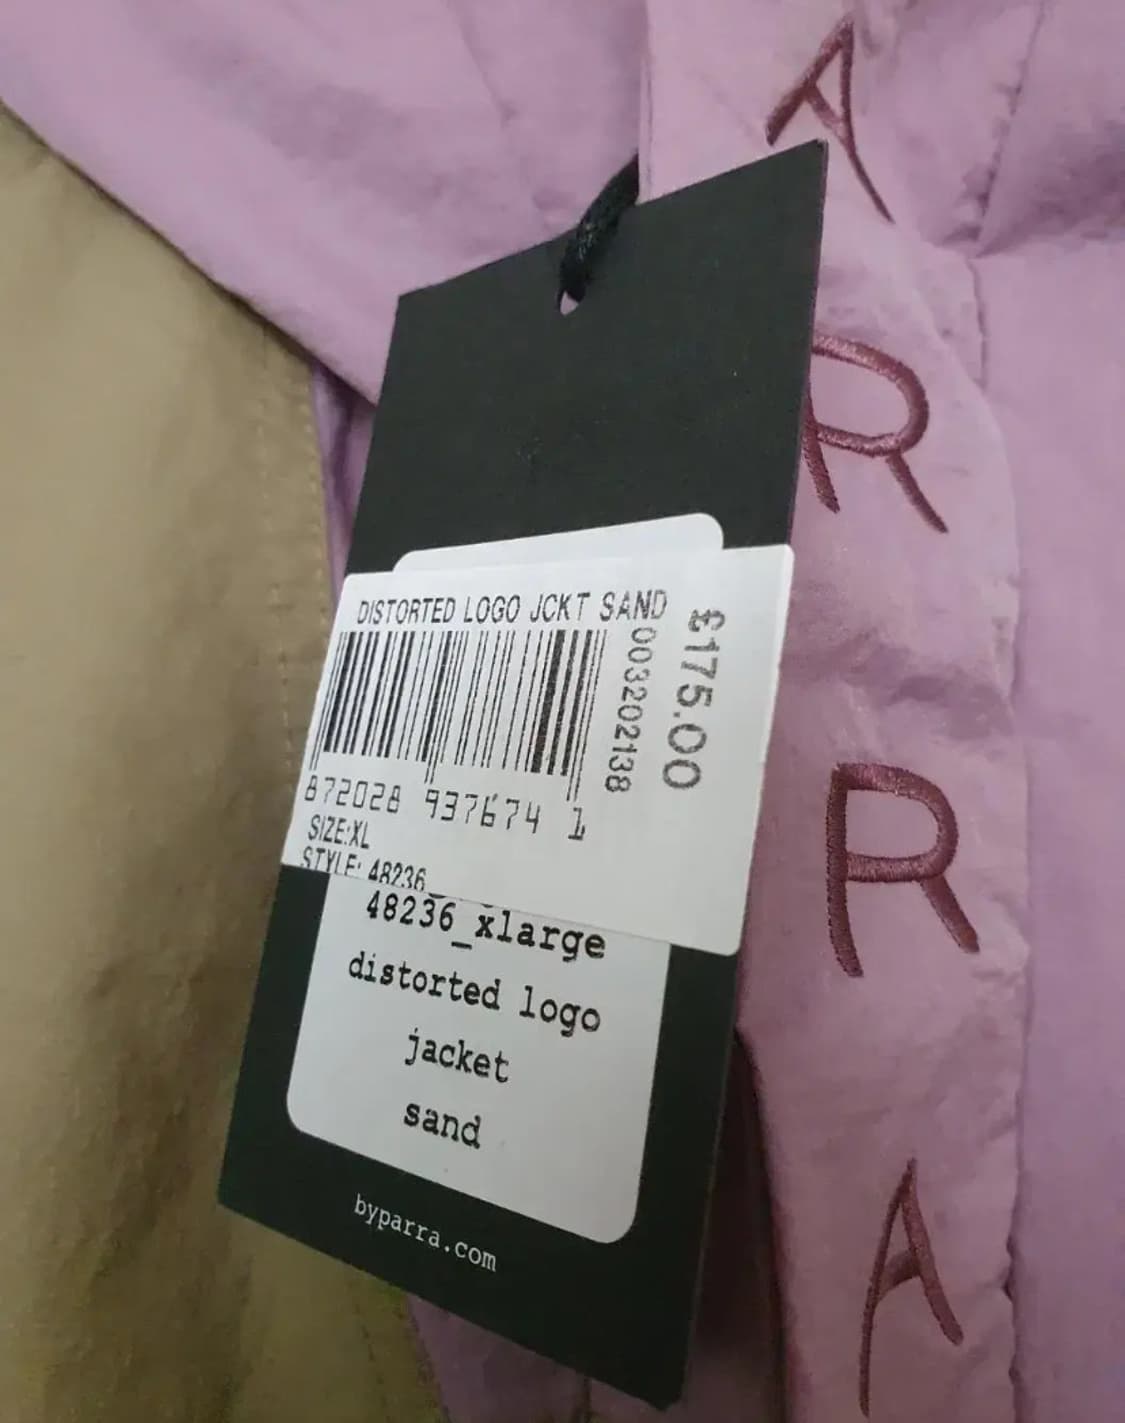 A
R
R
A
DISTORTED LOGO JCKT SAND
003202138
£175.00
872028 937674 1
SIZE:XL
STYLE: 48236
48236_xlarge
distorted logo
jacket
sand
byparra.com